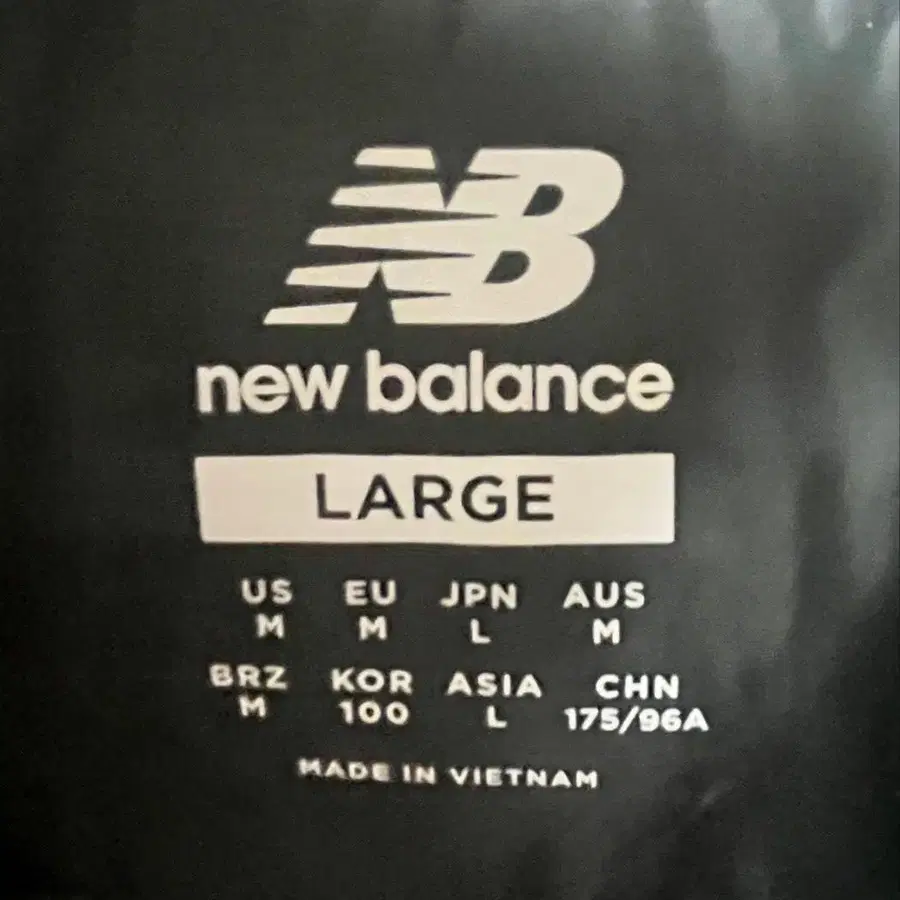 NB
new balance
LARGE
US EU JPN AUS
M M L M
BRZ KOR ASIA CHN
M 100 L 175/96A
MADE IN VIETNAM